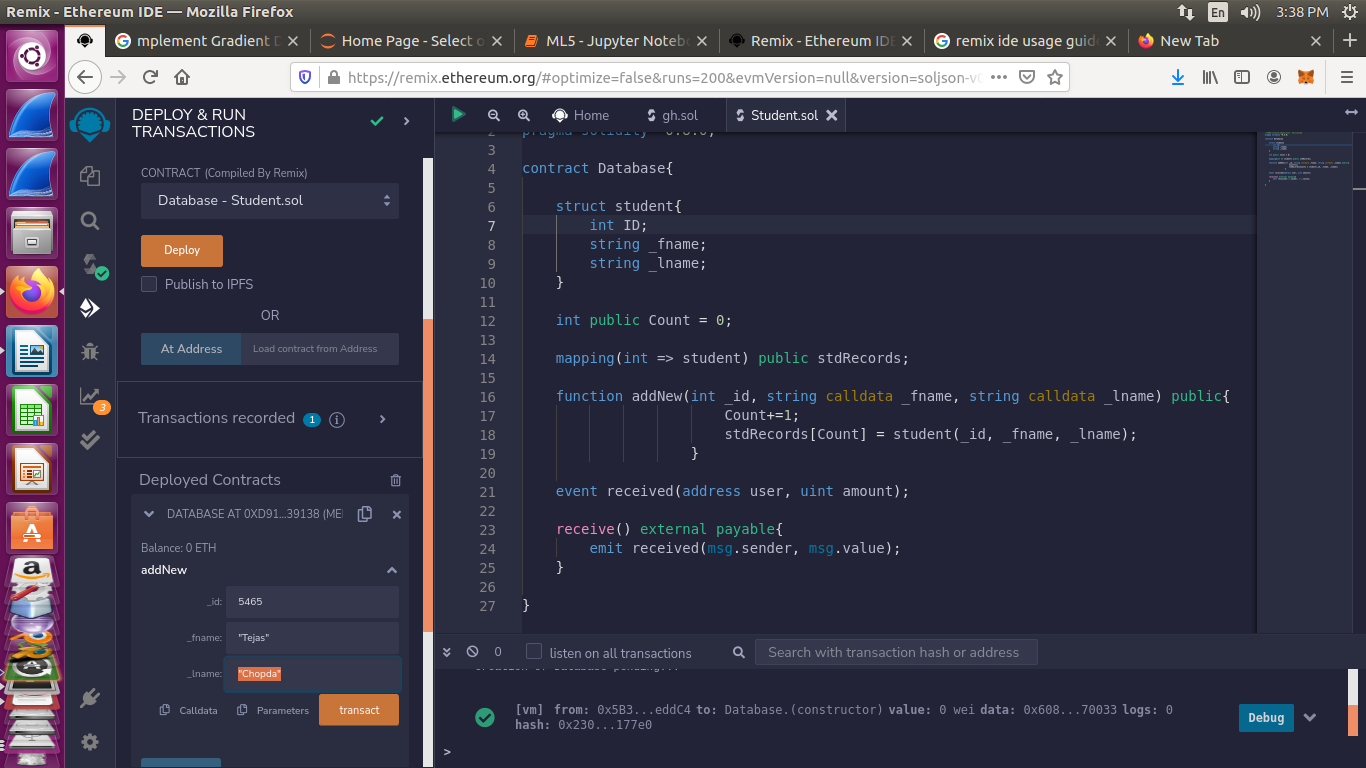 Remix - Ethereum IDE — Mozilla Firefox
En
3:38 PM
mplement Gradient D
Home Page - Select o
ML5 - Jupyter Noteb
Remix - Ethereum IDE
remix ide usage guid
New Tab
https://remix.ethereum.org/#optimize=false&runs=200&evmVersion=null&version=soljson-v
DEPLOY & RUN
TRANSACTIONS
CONTRACT (Compiled By Remix)
Database - Student.sol
Deploy
Publish to IPFS
OR
At Address
Load contract from Address
Transactions recorded 1 i
3
Deployed Contracts
DATABASE AT 0XD91...39138 (ME
Balance: 0 ETH
addNew
_id: 5465
_fname: "Tejas"
_lname: "Chopda"
Calldata
Parameters
transact
Home
gh.sol
Student.sol
2 pragma solidity
3
4 contract Database{
5
6 struct student{
7 int ID;
8 string _fname;
9 string _lname;
10 }
11
12 int public Count = 0;
13
14 mapping(int => student) public stdRecords;
15
16 function addNew(int _id, string calldata _fname, string calldata _lname) public{
17 Count+=1;
18 stdRecords[Count] = student(_id, _fname, _lname);
19 }
20
21 event received(address user, uint amount);
22
23 receive() external payable{
24 emit received(msg.sender, msg.value);
25 }
26
27 }
0
listen on all transactions
Search with transaction hash or address
creation of Database pending...
[vm] from: 0x5B3...eddC4 to: Database.(constructor) value: 0 wei data: 0x608...70033 logs: 0
hash: 0x230...177e0
Debug
>